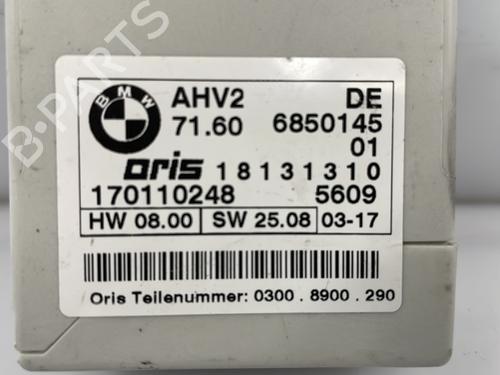 BMW
AHV2 DE
71.60 6850145
01
oris 18131310
170110248 5609
HW 08.00 SW 25.08 03-17
Oris Teilenummer: 0300 . 8900 . 290
B-PARTS